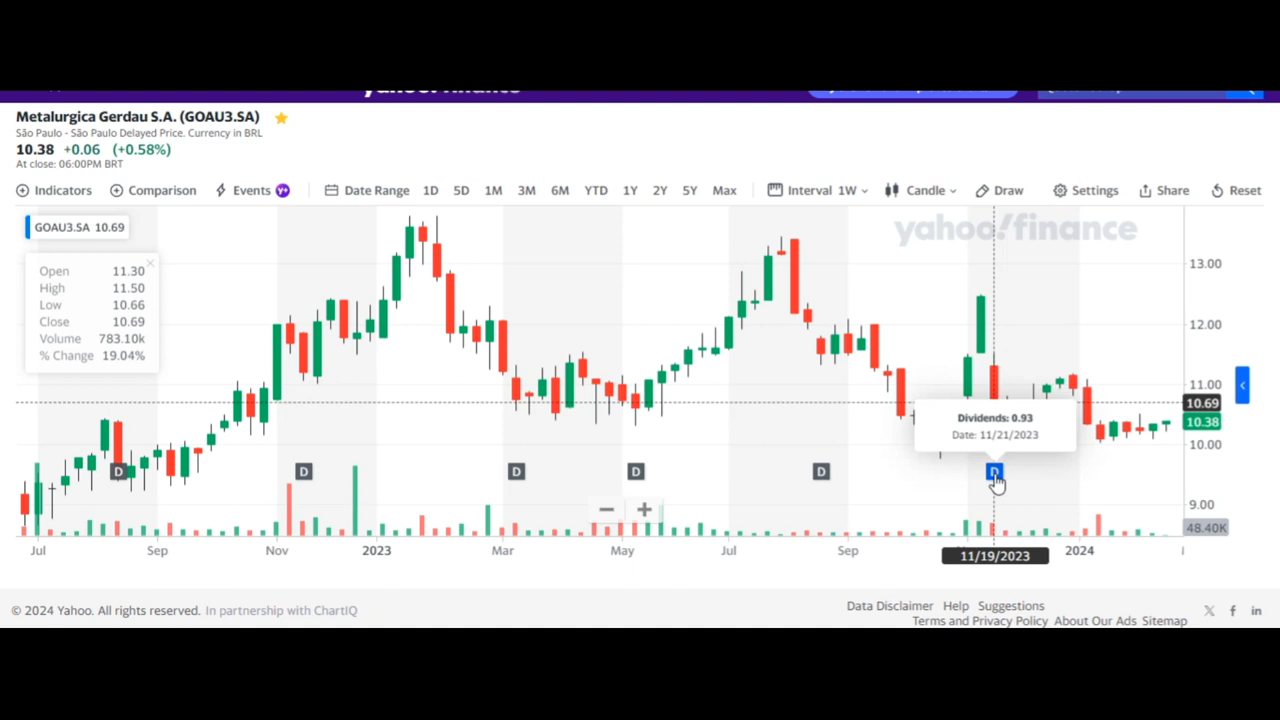 Metalurgica Gerdau S.A. (GOAU3.SA)
São Paulo - São Paulo Delayed Price. Currency in BRL
10.38 +0.06 (+0.58%)
At close: 06:00PM BRT
Indicators Comparison Events Y+ Date Range 1D 5D 1M 3M 6M YTD 1Y 2Y 5Y Max Interval 1W Candle Draw Settings Share Reset
GOAU3.SA 10.69
yahoo!finance
Open 11.30
High 11.50
Low 10.66
Close 10.69
Volume 783.10k
% Change 19.04%
13.00
12.00
11.00
10.69
10.38
10.00
9.00
48.40K
Dividends: 0.93
Date: 11/21/2023
D D D D D D
Jul Sep Nov 2023 Mar May Jul Sep 11/19/2023 2024
© 2024 Yahoo. All rights reserved. In partnership with ChartIQ
Data Disclaimer Help Suggestions
Terms and Privacy Policy About Our Ads Sitemap